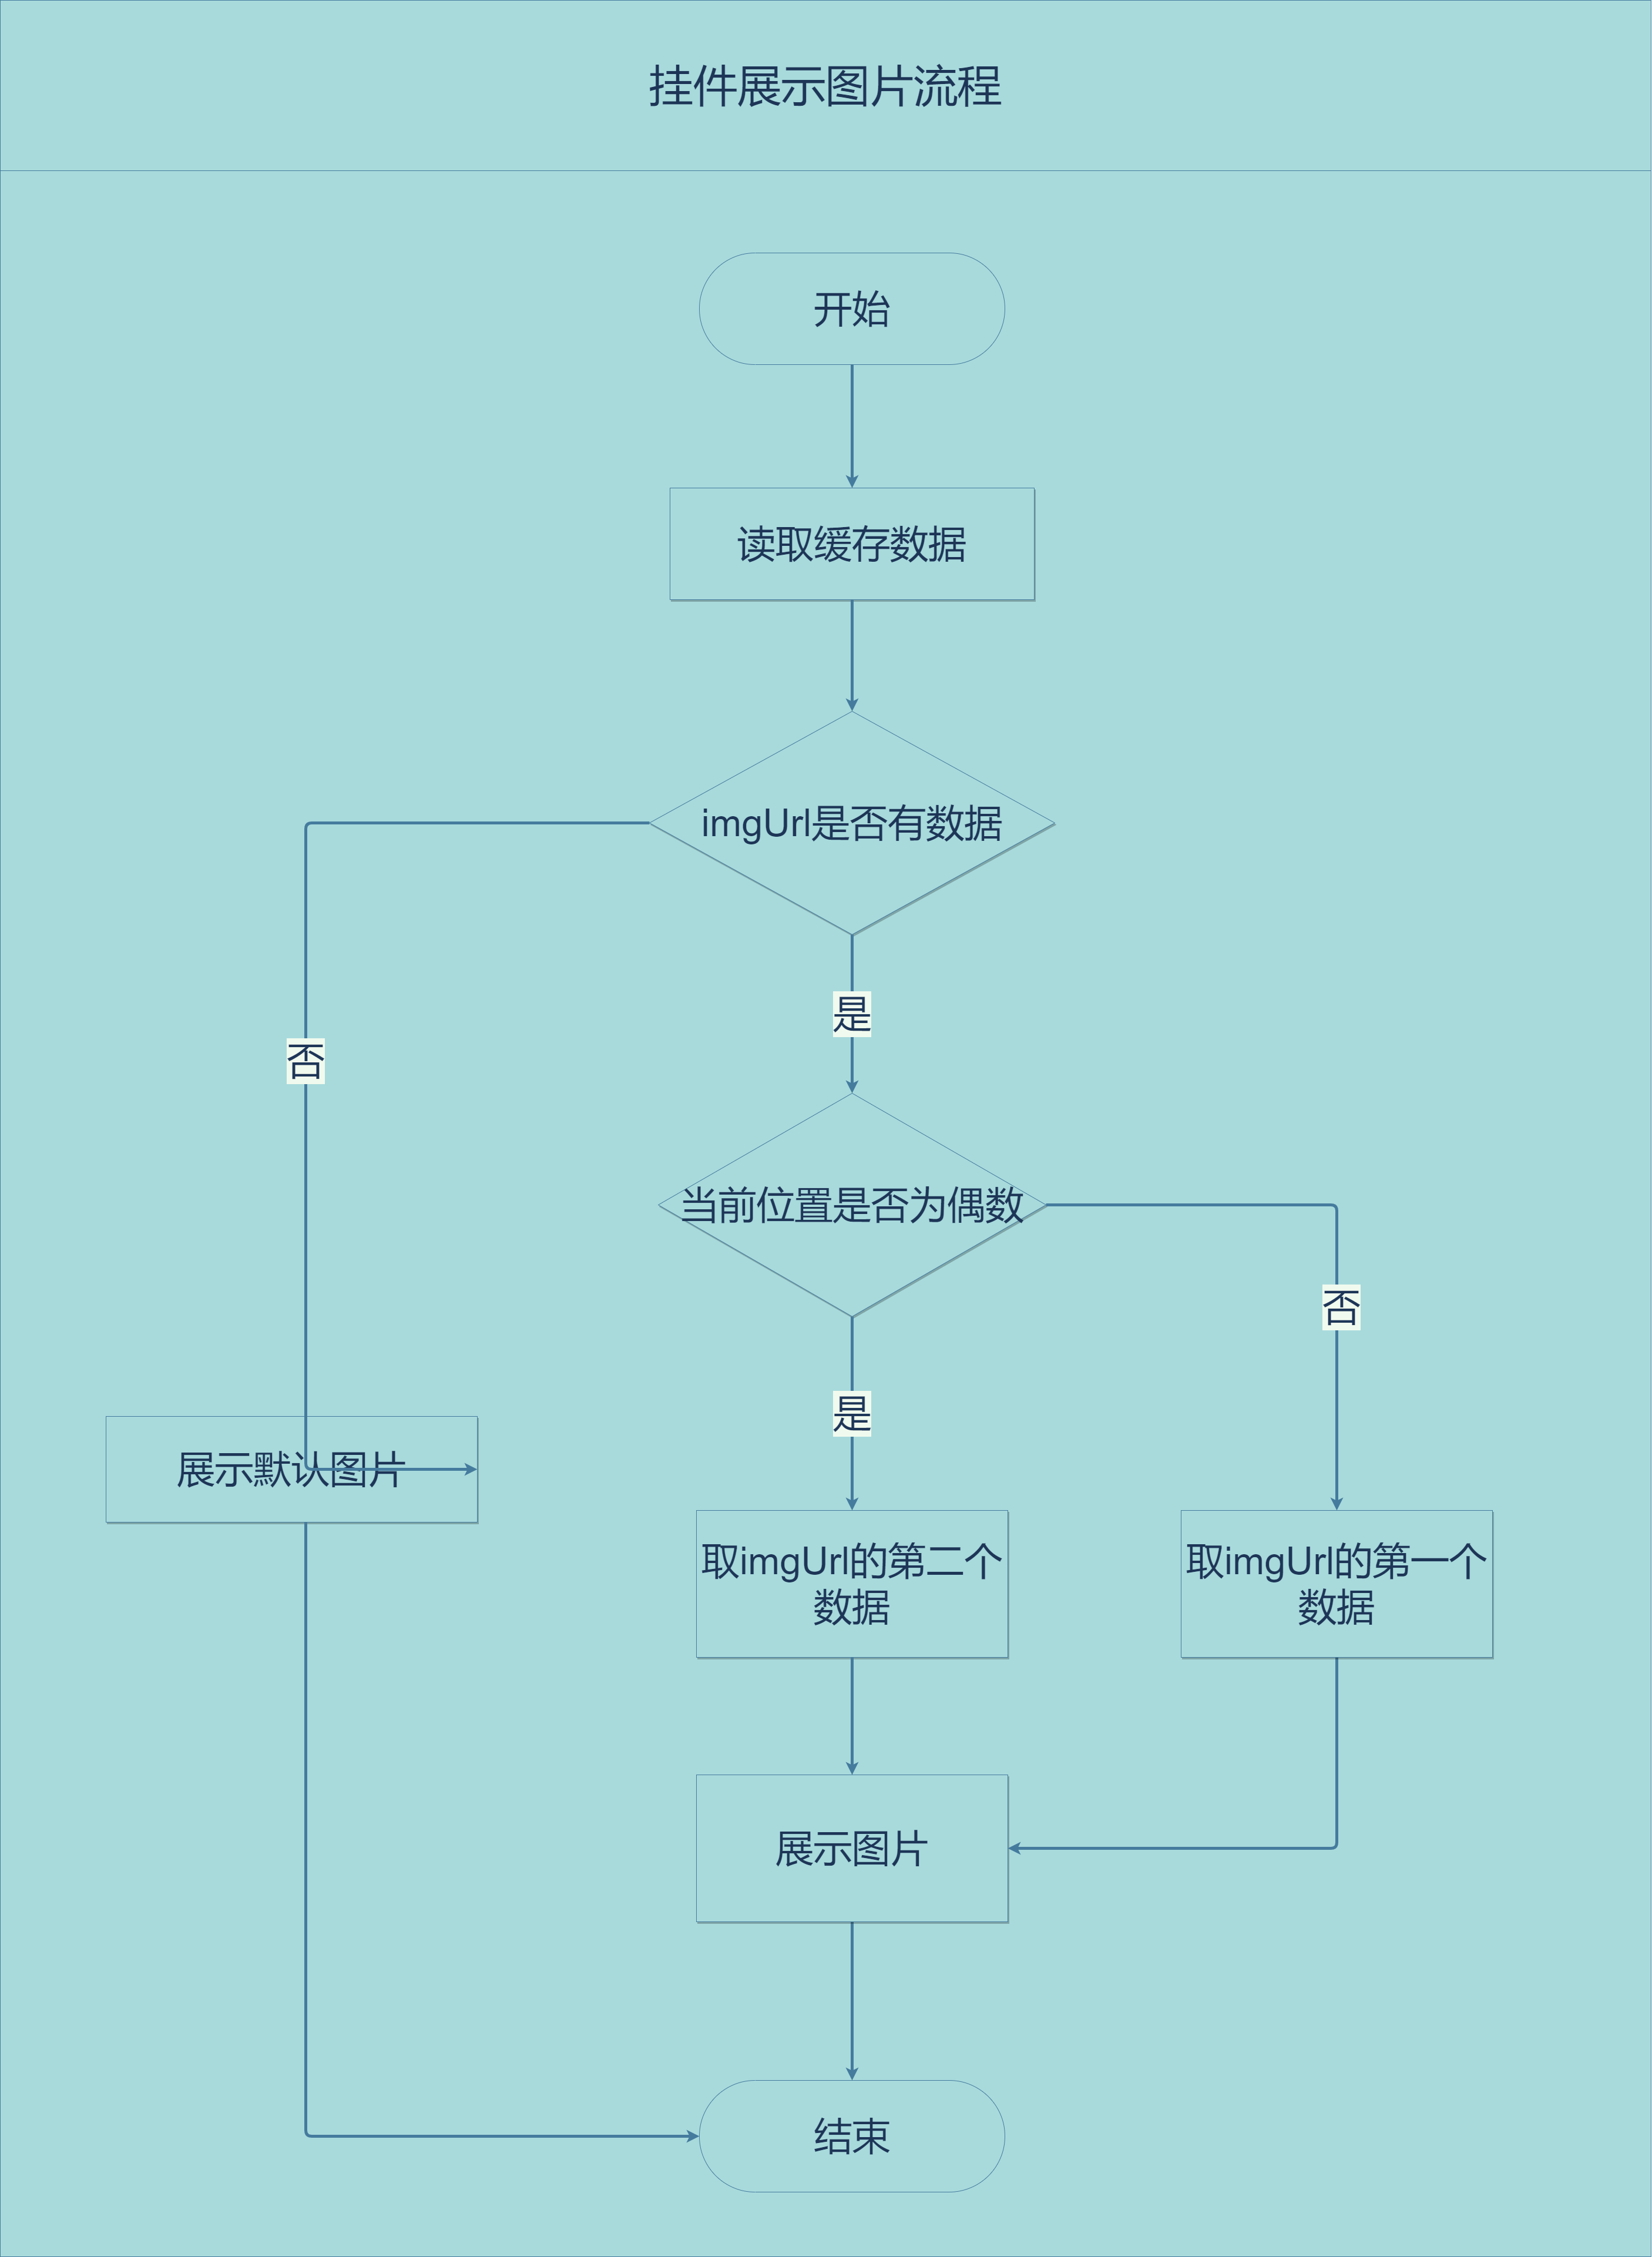 挂件展示图片流程
开始
读取缓存数据
imgUrl是否有数据
是
否
当前位置是否为偶数
否
是
展示默认图片
取imgUrl的第二个
数据
取imgUrl的第一个
数据
展示图片
结束